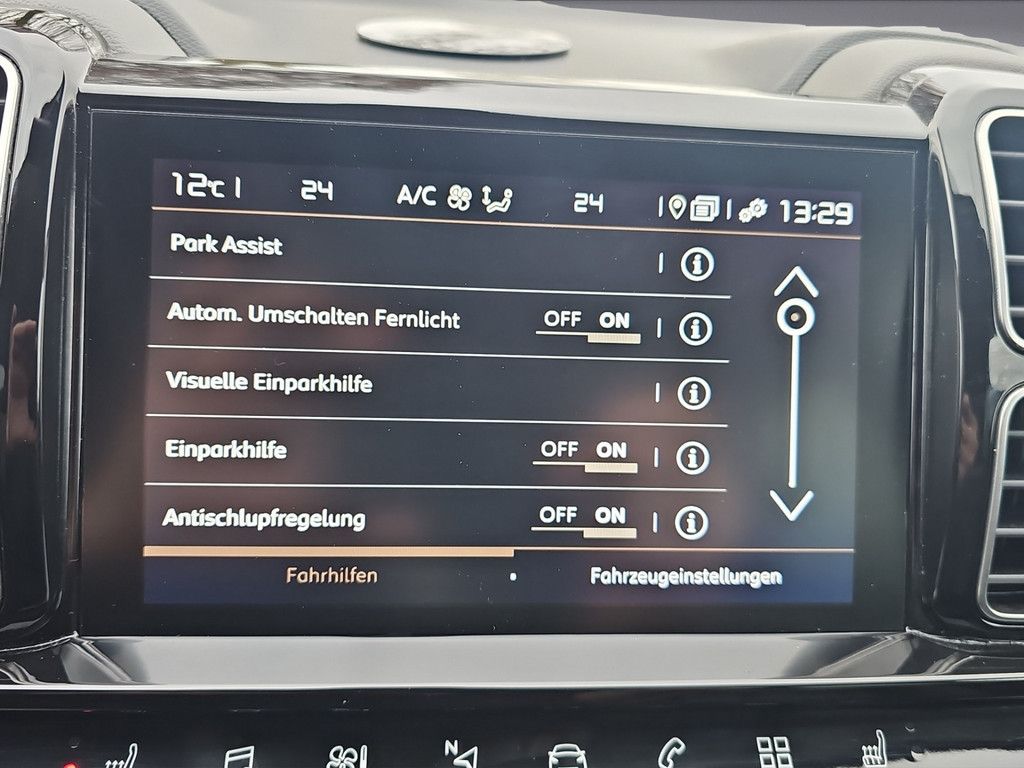 12°C 24 A/C 24 13:29
Park Assist
Autom. Umschalten Fernlicht OFF ON
Visuelle Einparkhilfe
Einparkhilfe OFF ON
Antischlupfregelung OFF ON
Fahrhilfen Fahrzeugeinstellungen
N